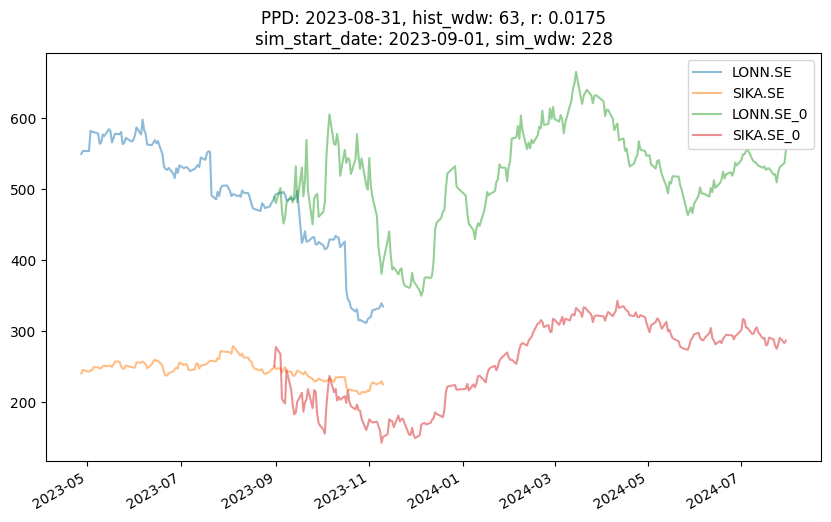 PPD: 2023-08-31, hist_wdw: 63, r: 0.0175
sim_start_date: 2023-09-01, sim_wdw: 228
LONN.SE
SIKA.SE
LONN.SE_0
SIKA.SE_0
600
500
400
300
200
2023-05
2023-07
2023-09
2023-11
2024-01
2024-03
2024-05
2024-07